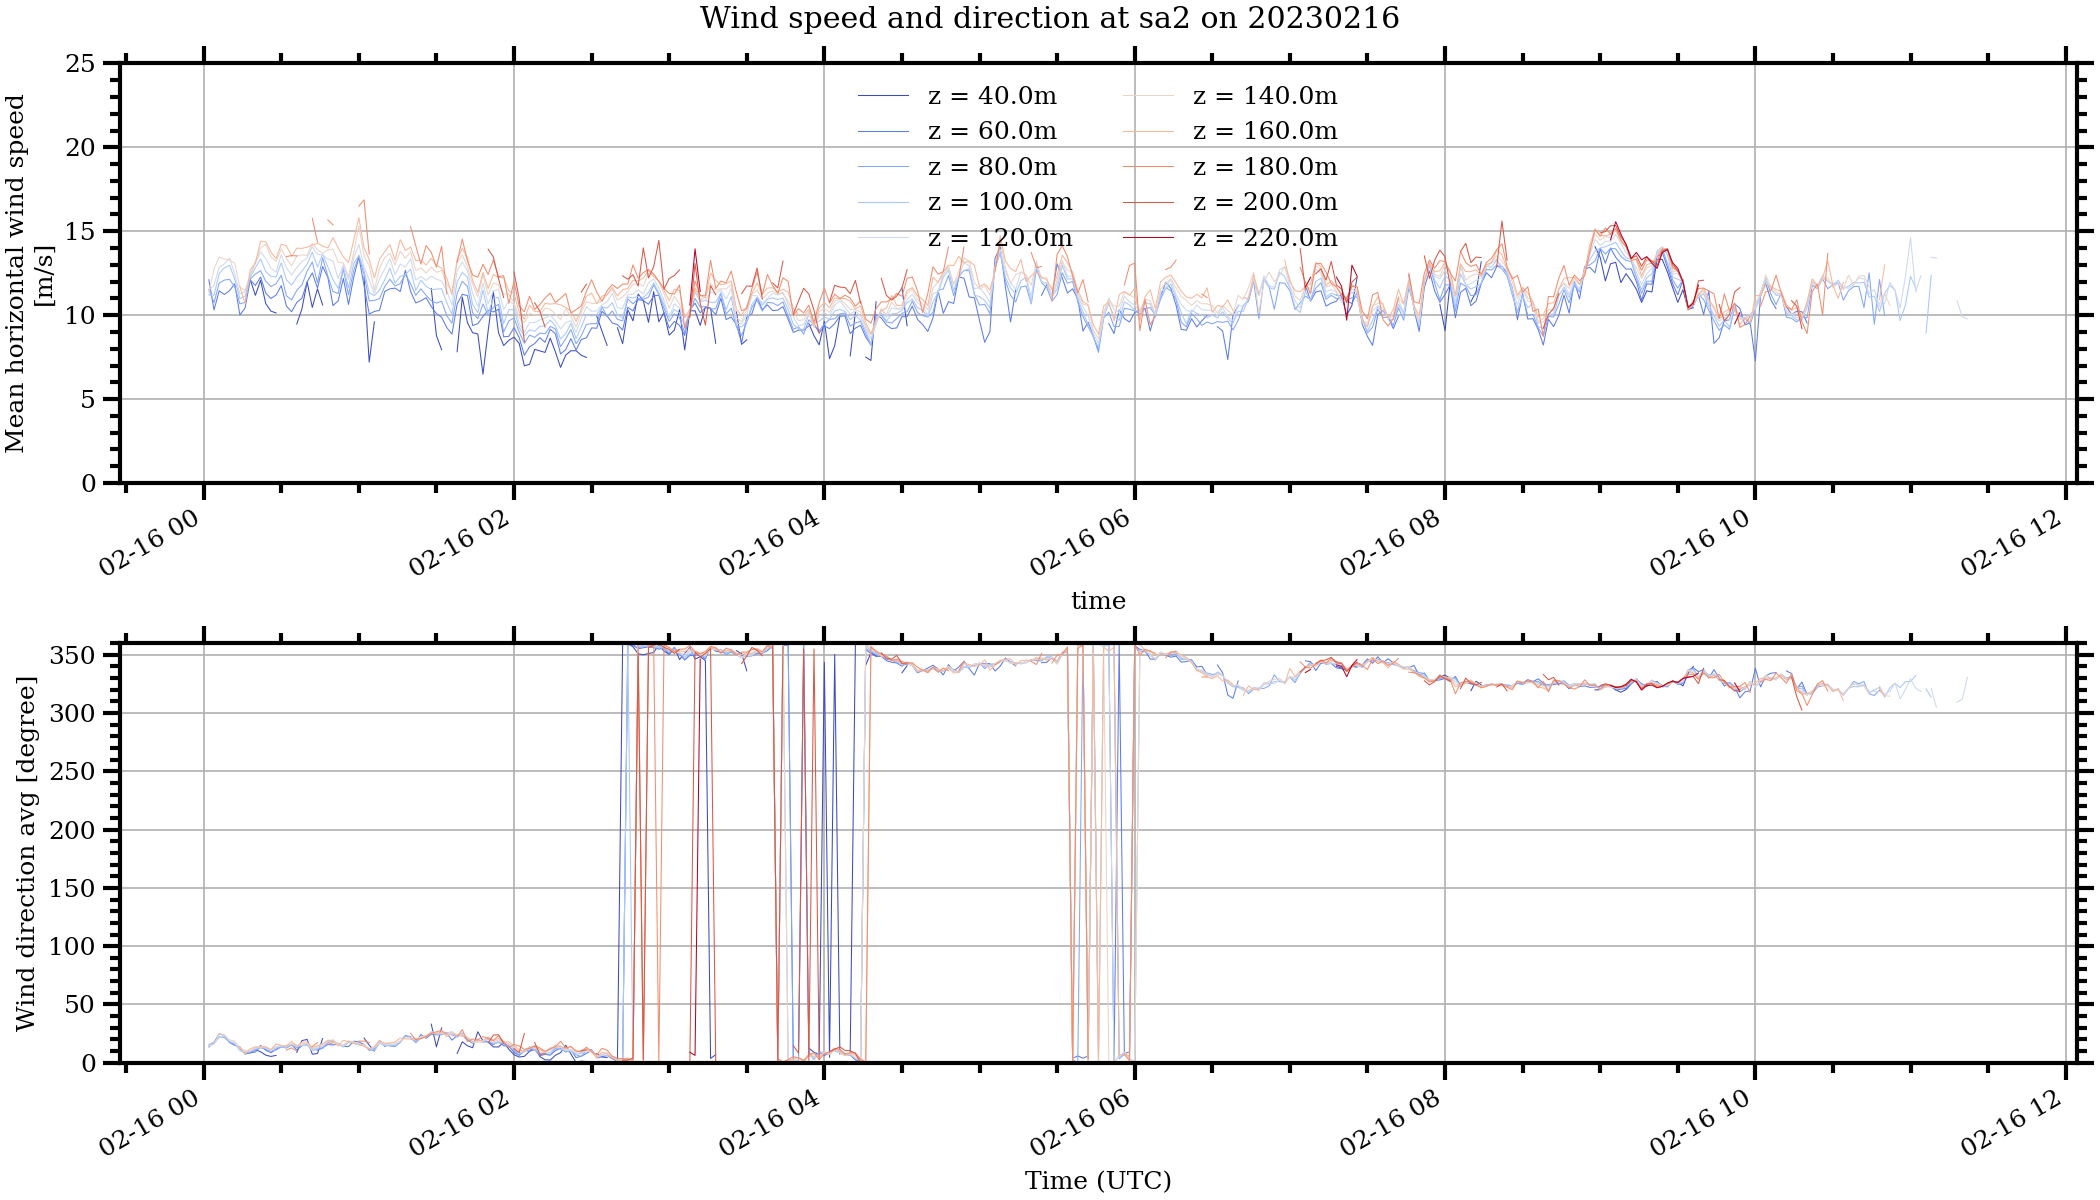 Wind speed and direction at sa2 on 20230216
Mean horizontal wind speed
[m/s]
25
20
15
10
5
0
z = 40.0m
z = 60.0m
z = 80.0m
z = 100.0m
z = 120.0m
z = 140.0m
z = 160.0m
z = 180.0m
z = 200.0m
z = 220.0m
02-16 00
02-16 02
02-16 04
02-16 06
02-16 08
02-16 10
02-16 12
time
Wind direction avg [degree]
350
300
250
200
150
100
50
0
02-16 00
02-16 02
02-16 04
02-16 06
02-16 08
02-16 10
02-16 12
Time (UTC)